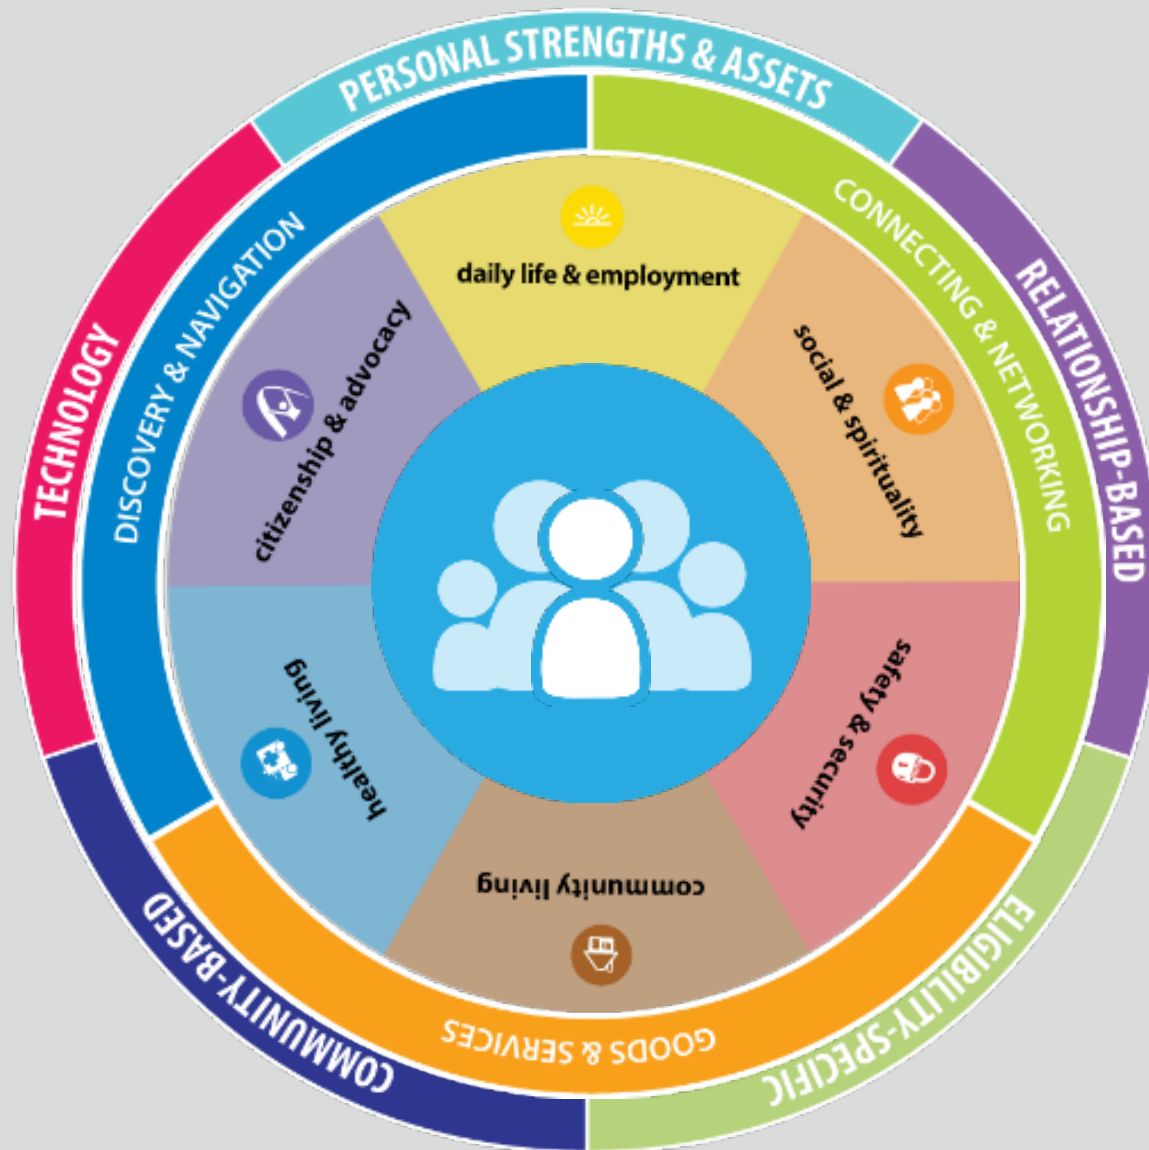 PERSONAL STRENGTHS & ASSETS
RELATIONSHIP-BASED
ELIGIBILITY-SPECIFIC
COMMUNITY-BASED
TECHNOLOGY
DISCOVERY & NAVIGATION
CONNECTING & NETWORKING
GOODS & SERVICES
daily life & employment
social & spirituality
safety & security
community living
healthy living
citizenship & advocacy